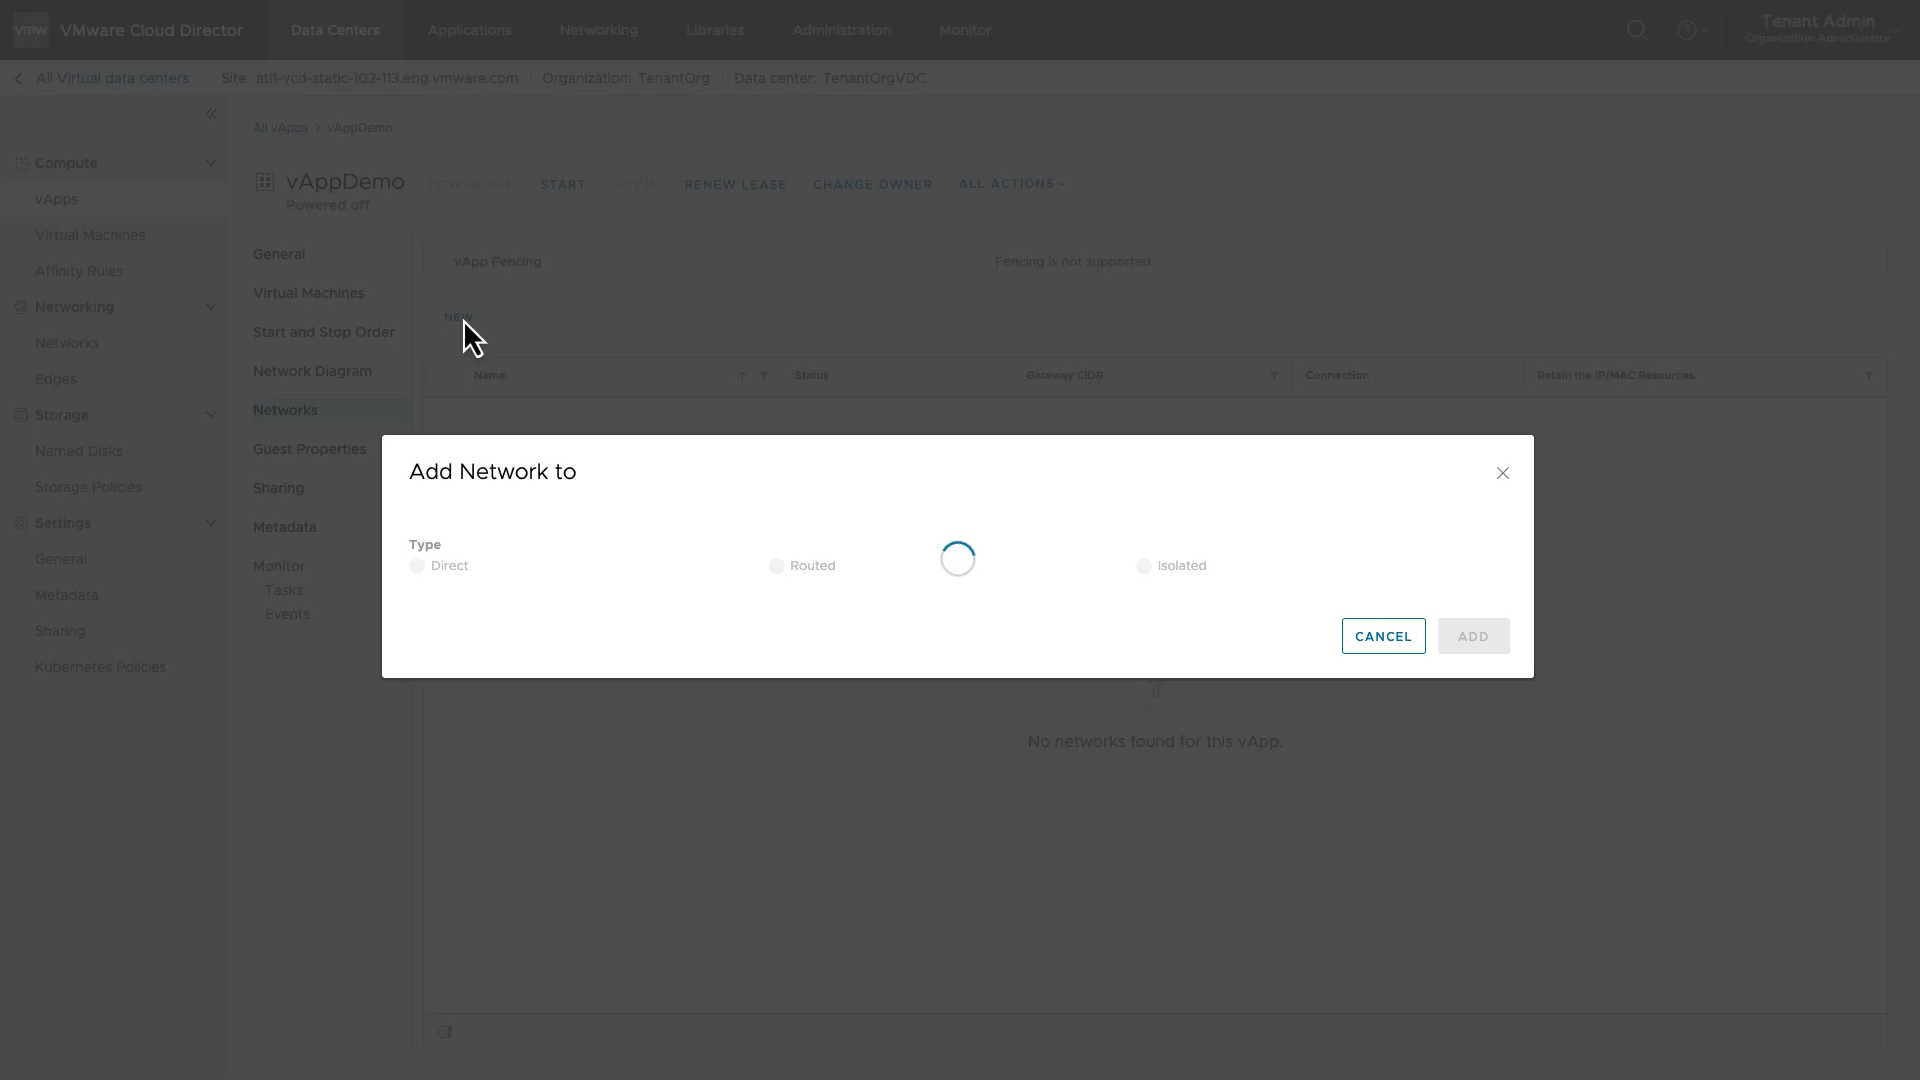 vmw VMware Cloud Director Data Centers Applications Networking Libraries Administration Monitor Tenant Admin
Organization Administrator
All Virtual data centers Site: atl1-vcd-static-102-113.eng.vmware.com Organization: TenantOrg Data center: TenantOrgVDC
All vApps > vAppDemo
Compute
vApps
Virtual Machines
Affinity Rules
Networking
Networks
Edges
Storage
Named Disks
Storage Policies
Settings
General
Metadata
Sharing
Kubernetes Policies
vAppDemo POWER OFF START STOP RENEW LEASE CHANGE OWNER ALL ACTIONS
Powered off
General
Virtual Machines
Start and Stop Order
Network Diagram
Networks
Guest Properties
Sharing
Metadata
Monitor
Tasks
Events
vApp Fencing Fencing is not supported
NEW
Name Status Gateway CIDR Connection Retain the IP/MAC Resources.
Add Network to
Type
Direct Routed Isolated
CANCEL ADD
No networks found for this vApp.